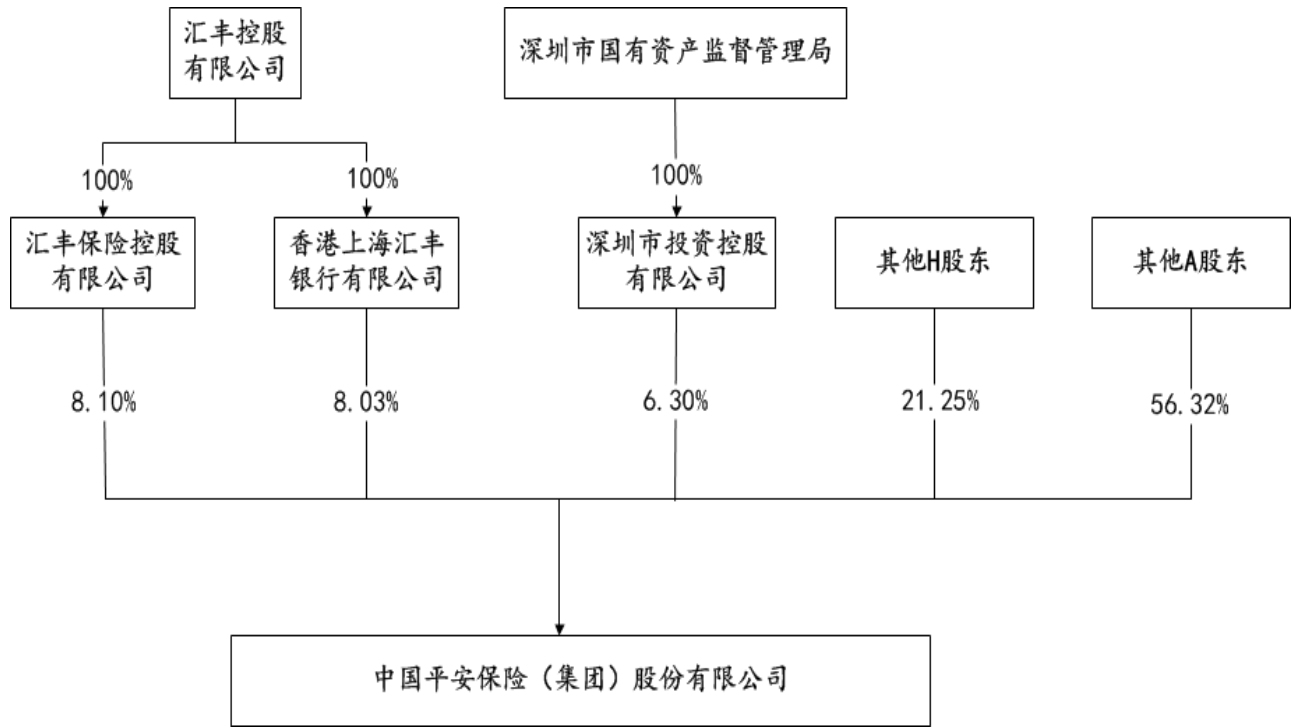 汇丰控股
有限公司
深圳市国有资产监督管理局
100%
100%
100%
汇丰保险控股
有限公司
香港上海汇丰
银行有限公司
深圳市投资控股
有限公司
其他H股东
其他A股东
8.10%
8.03%
6.30%
21.25%
56.32%
中国平安保险（集团）股份有限公司